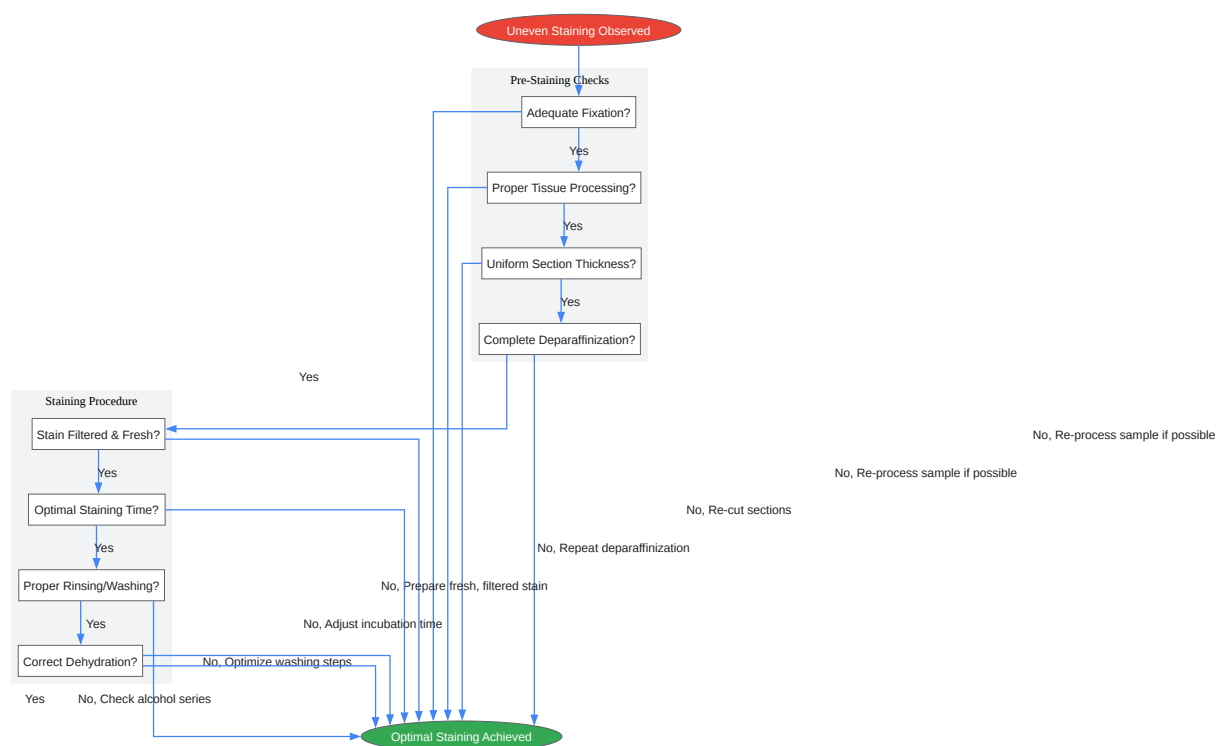 Uneven Staining Observed
Pre-Staining Checks
Adequate Fixation?
Yes
Proper Tissue Processing?
Yes
Uniform Section Thickness?
Yes
Complete Deparaffinization?
Yes
Staining Procedure
Stain Filtered & Fresh?
No, Re-process sample if possible
Yes
No, Re-process sample if possible
Optimal Staining Time?
No, Re-cut sections
Yes
No, Repeat deparaffinization
Proper Rinsing/Washing?
No, Prepare fresh, filtered stain
Yes
No, Adjust incubation time
Correct Dehydration?
No, Optimize washing steps
Yes
No, Check alcohol series
Optimal Staining Achieved